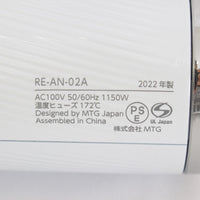 RE-AN-02A 2022年製
AC100V 50/60Hz 1150W
温度ヒューズ 172℃
Designed by MTG Japan
Assembled in China
PS
E
UL Japan
株式会社 MTG